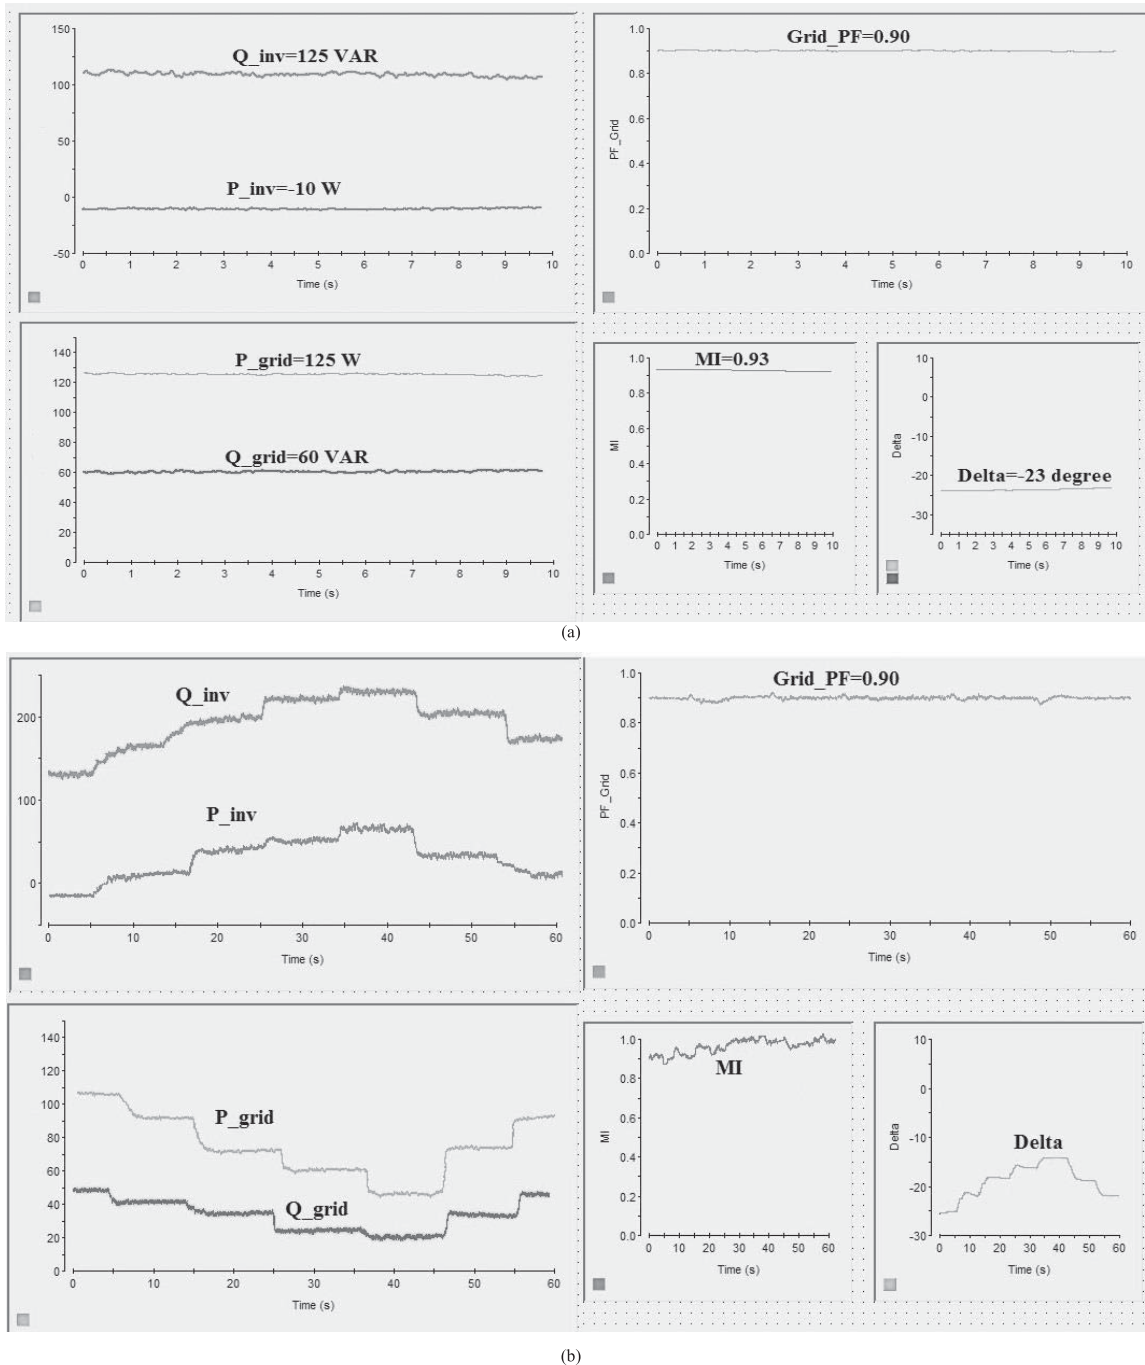 150
100
50
0
-50
Q_inv=125 VAR
P_inv=-10 W
0 1 2 3 4 5 6 7 8 9 10
Time (s)
1.0
0.8
0.6
0.4
0.2
0.0
PF_Grid
Grid_PF=0.90
0 1 2 3 4 5 6 7 8 9 10
Time (s)
140
120
100
80
60
40
20
0
P_grid=125 W
Q_grid=60 VAR
0 1 2 3 4 5 6 7 8 9 10
Time (s)
1.0
0.8
0.6
0.4
0.2
0.0
MI
MI=0.93
0 1 2 3 4 5 6 7 8 9 10
Time (s)
10
0
-10
-20
-30
Delta
Delta=-23 degree
0 1 2 3 4 5 6 7 8 9 10
Time (s)
(a)
200
100
0
Q_inv
P_inv
0 10 20 30 40 50 60
Time (s)
1.0
0.8
0.6
0.4
0.2
0.0
PF_Grid
Grid_PF=0.90
0 10 20 30 40 50 60
Time (s)
140
120
100
80
60
40
20
0
P_grid
Q_grid
0 10 20 30 40 50 60
Time (s)
1.0
0.8
0.6
0.4
0.2
0.0
MI
MI
0 10 20 30 40 50 60
Time (s)
10
0
-10
-20
-30
Delta
Delta
0 10 20 30 40 50 60
Time (s)
(b)